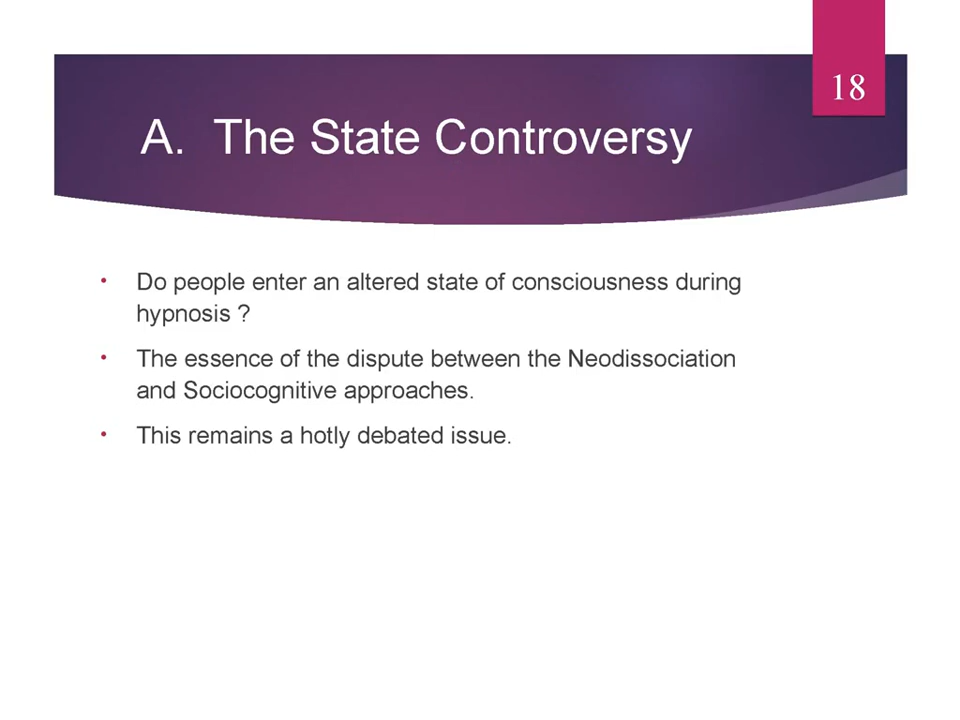 18
A. The State Controversy
• Do people enter an altered state of consciousness during
hypnosis ?
• The essence of the dispute between the Neodissociation
and Sociocognitive approaches.
• This remains a hotly debated issue.